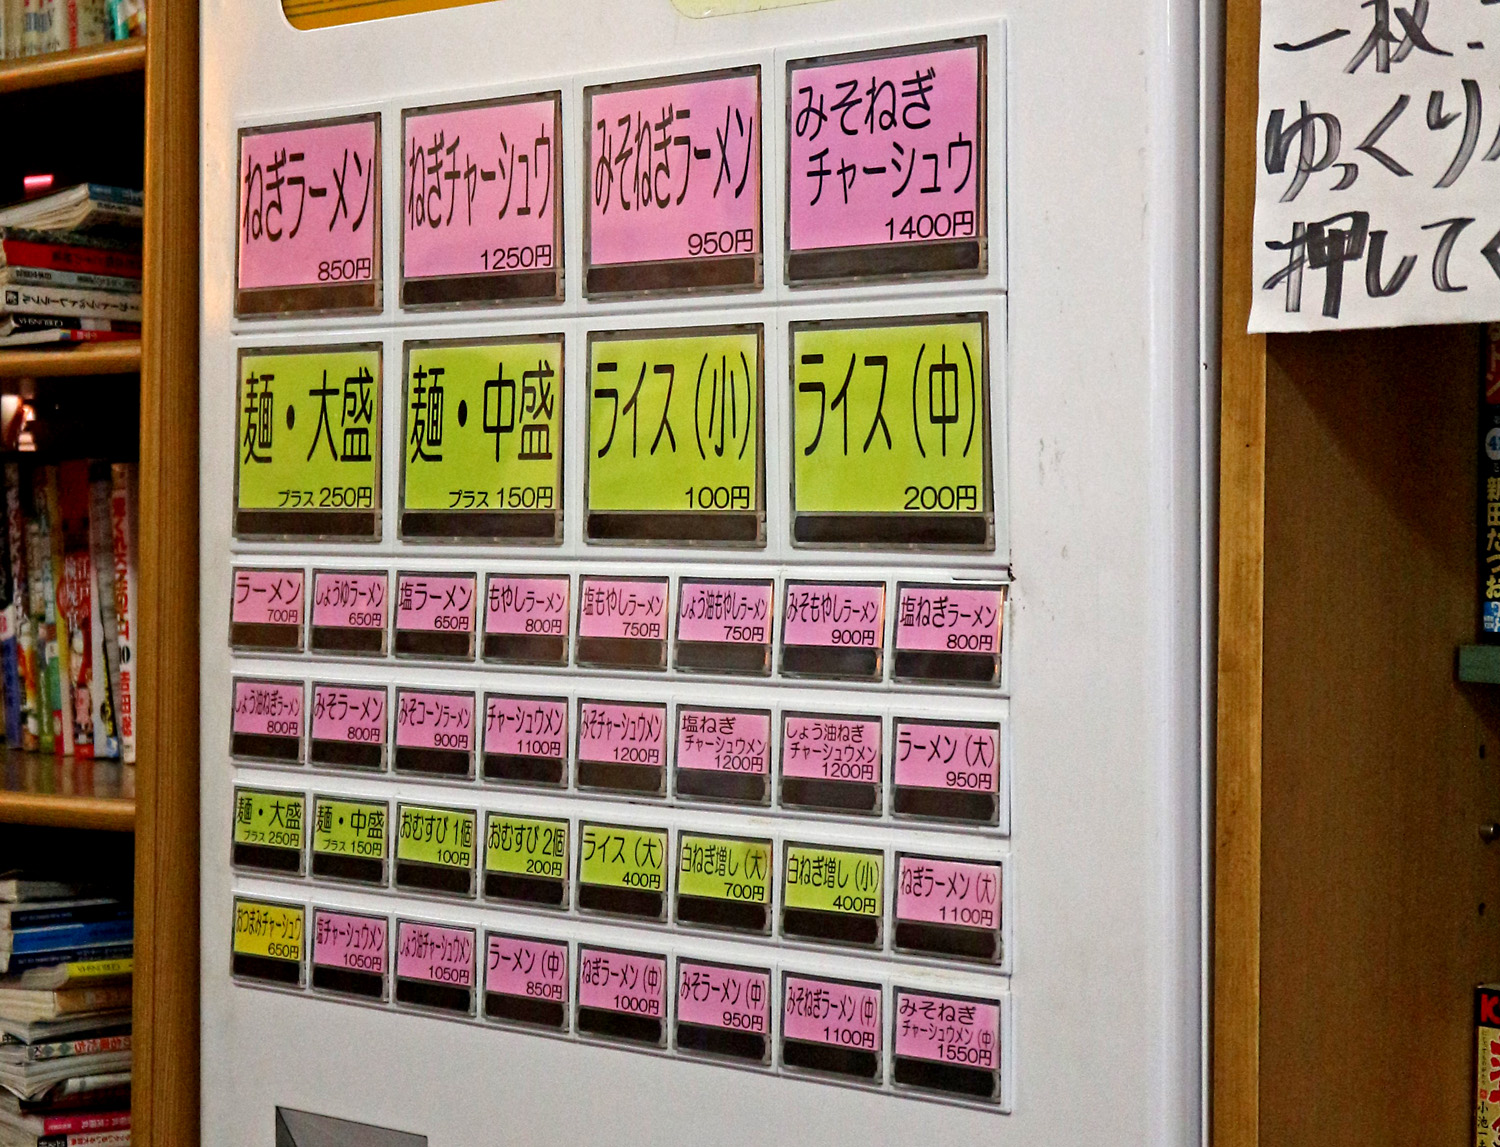 ねぎラーメン
850円
ねぎチャーシュウ
1250円
みそねぎラーメン
950円
みそねぎ
チャーシュウ
1400円
麺・大盛
プラス 250円
麺・中盛
プラス 150円
ライス（小）
100円
ライス（中）
200円
ラーメン
700円
しょうゆラーメン
650円
塩ラーメン
650円
もやしラーメン
800円
塩もやしラーメン
750円
しょう油もやしラーメン
750円
みそもやしラーメン
900円
塩ねぎラーメン
800円
しょう油ねぎラーメン
800円
みそラーメン
800円
みそコーンラーメン
900円
チャーシュウメン
1100円
みそチャーシュウメン
1200円
塩ねぎ
チャーシュウメン
1200円
しょう油ねぎ
チャーシュウメン
1200円
ラーメン（大）
950円
麺・大盛
プラス 250円
麺・中盛
プラス 150円
おむすび 1個
100円
おむすび 2個
200円
ライス（大）
400円
白ねぎ増し（大）
700円
白ねぎ増し（小）
400円
ねぎラーメン（大）
1100円
おつまみチャーシュウ
650円
塩チャーシュウメン
1050円
しょう油チャーシュウメン
1050円
ラーメン（中）
850円
ねぎラーメン（中）
1000円
みそラーメン（中）
950円
みそねぎラーメン（中）
1100円
みそねぎ
チャーシュウメン（中）
1550円
一枚
ゆっくり
押して
新田たつお